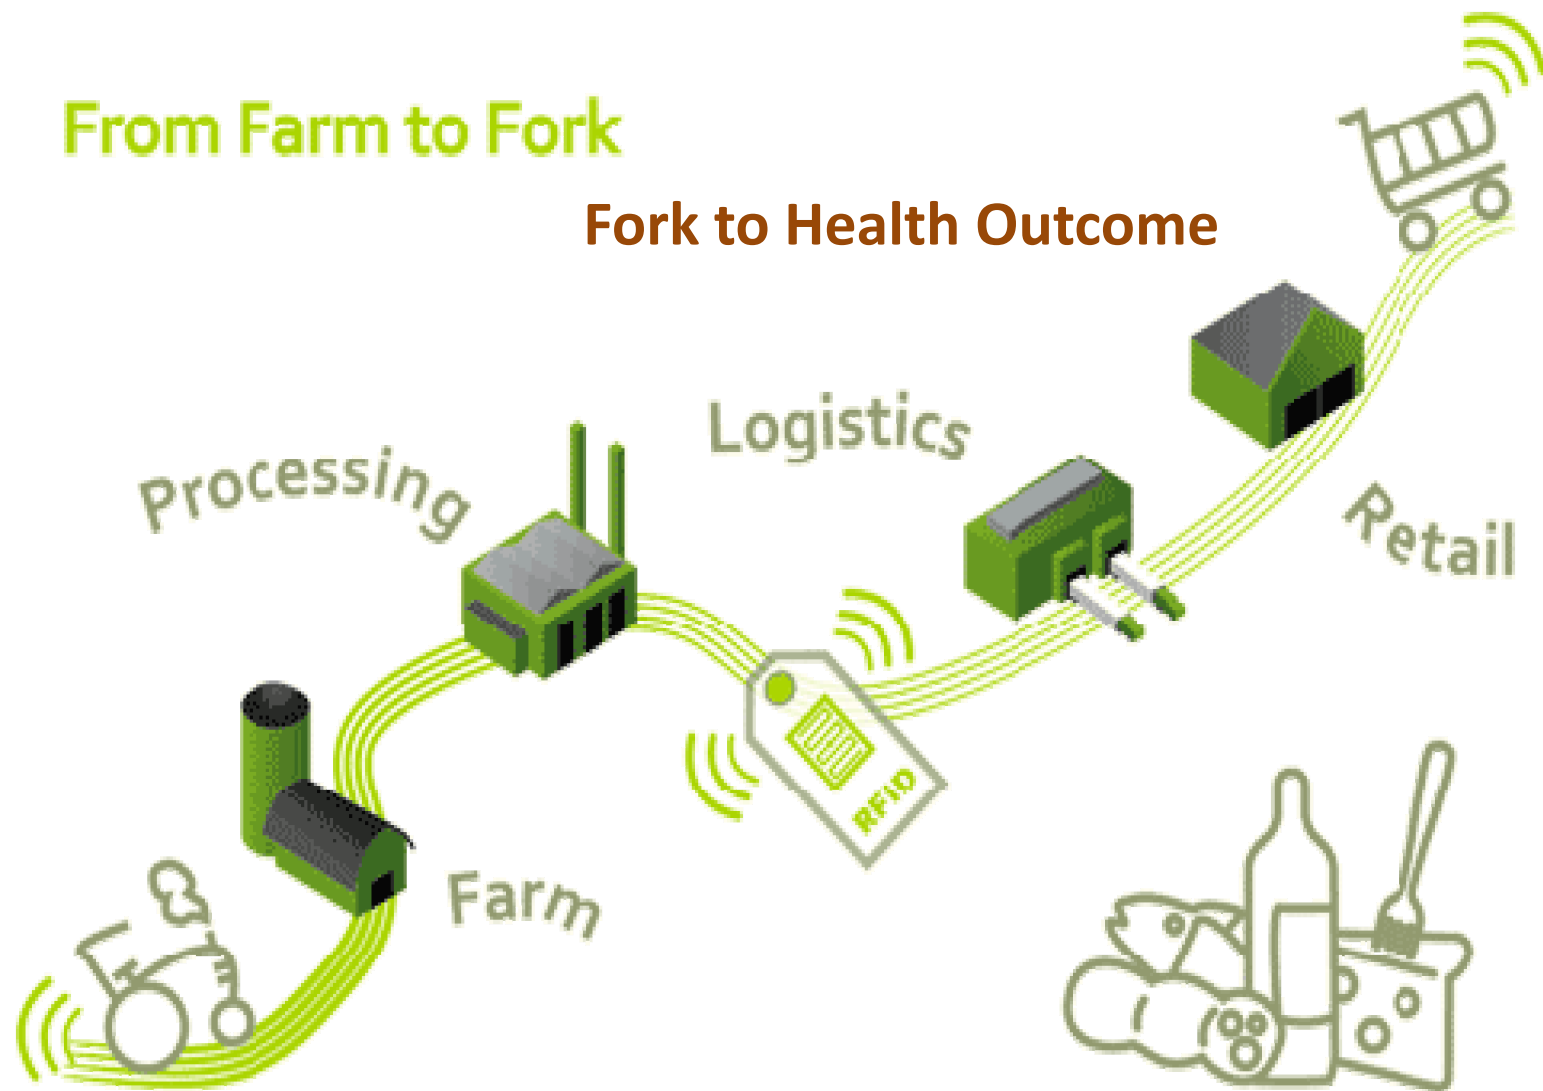 From Farm to Fork
Fork to Health Outcome
Logistics
Processing
Retail
RFID
Farm